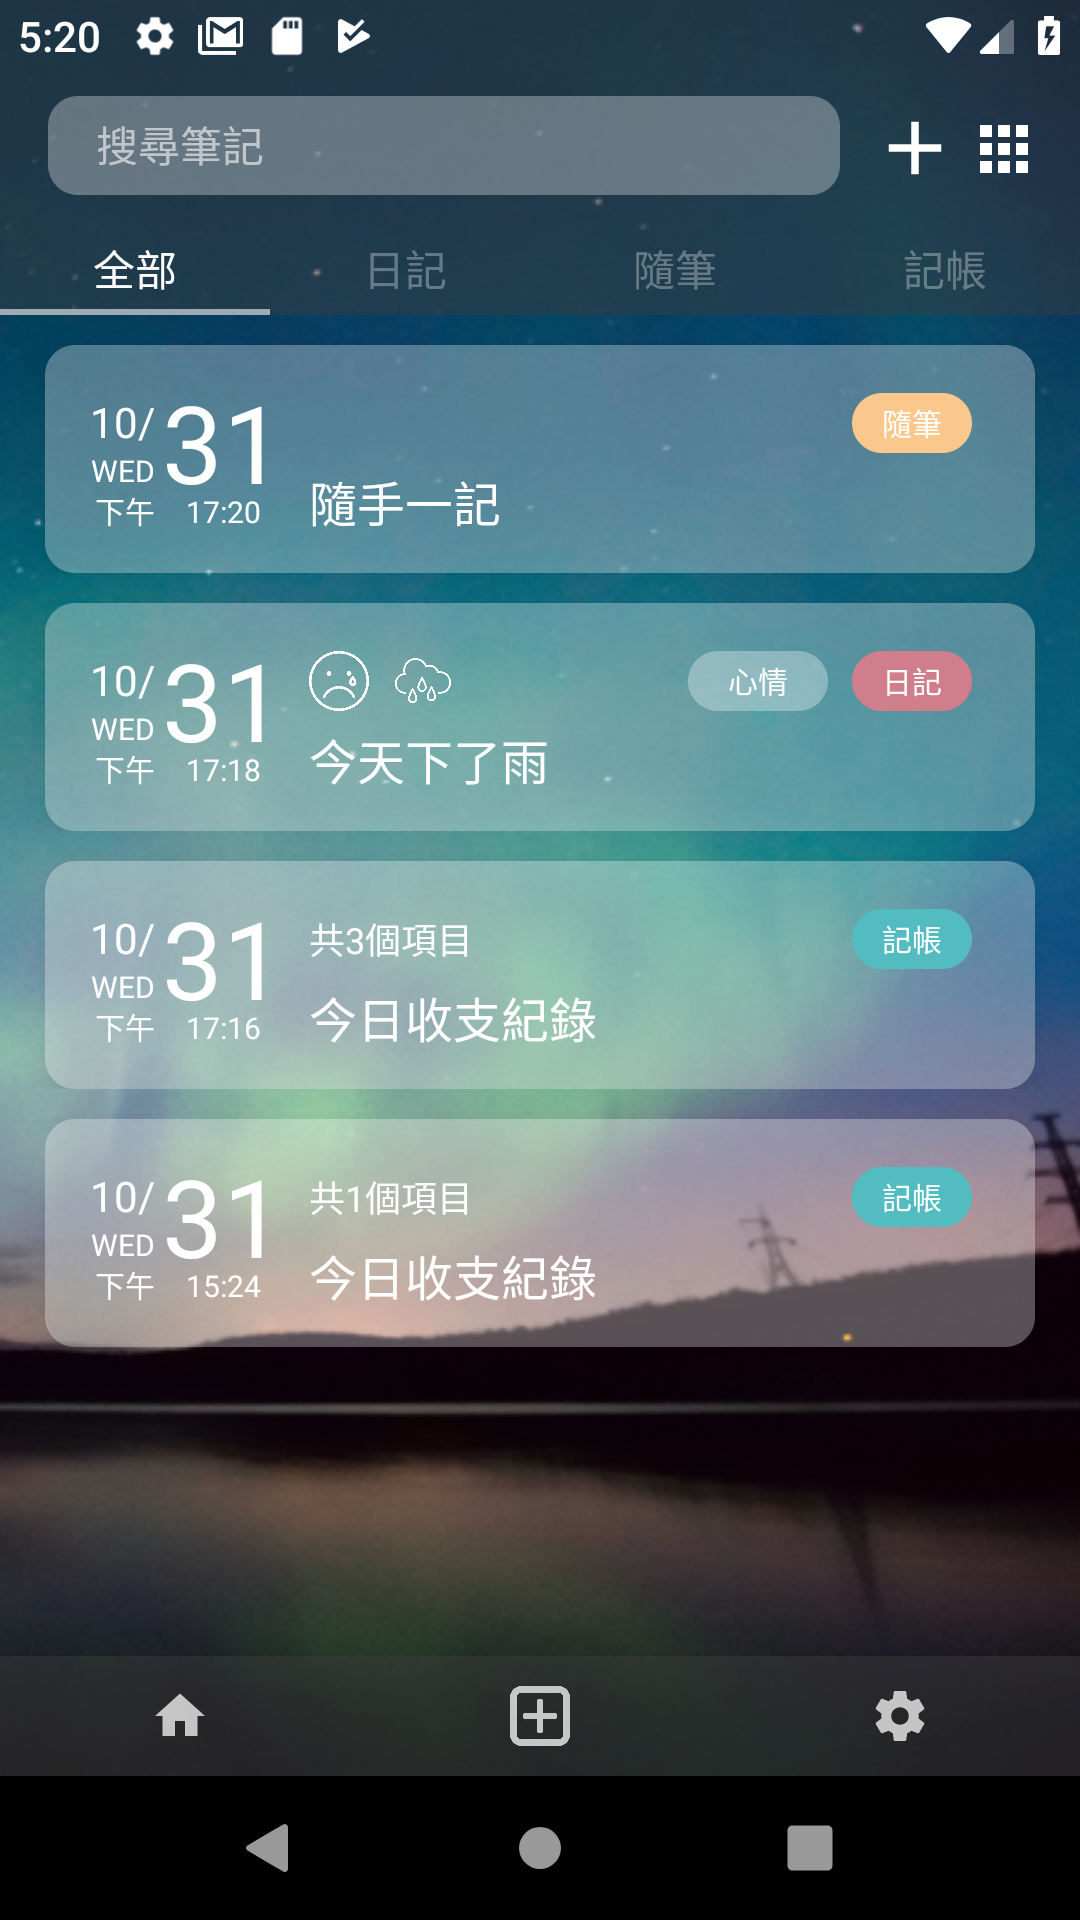 5:20
搜尋筆記
全部 日記 隨筆 記帳
10/ 31 隨筆
WED
下午 17:20 隨手一記
10/ 31 心情 日記
WED
下午 17:18 今天下了雨
10/ 31 共3個項目 記帳
WED
下午 17:16 今日收支紀錄
10/ 31 共1個項目 記帳
WED
下午 15:24 今日收支紀錄